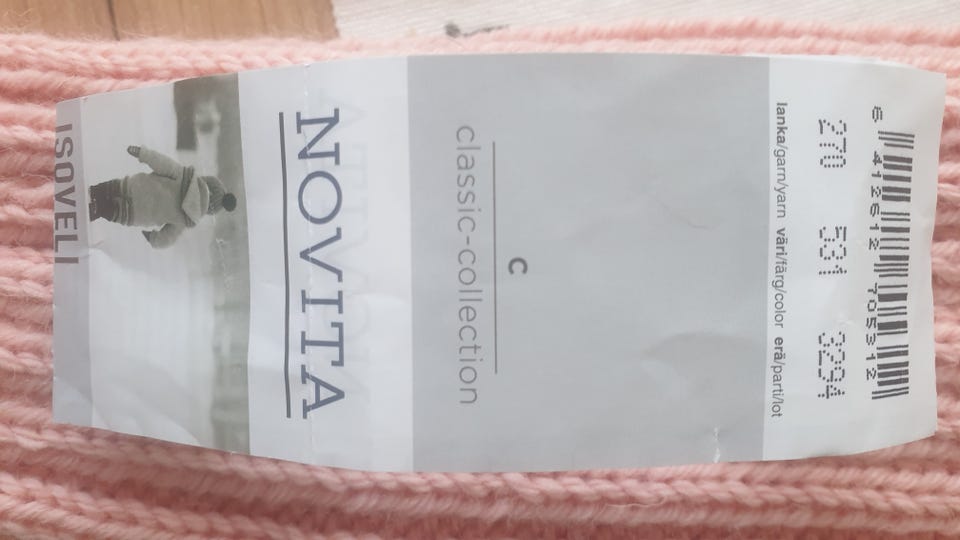 ISOVELI
NOVITA
classic-collection
C
lanka/garn/yarn väri/färg/color erä/parti/lot
270 531 3294
6 412612 705312